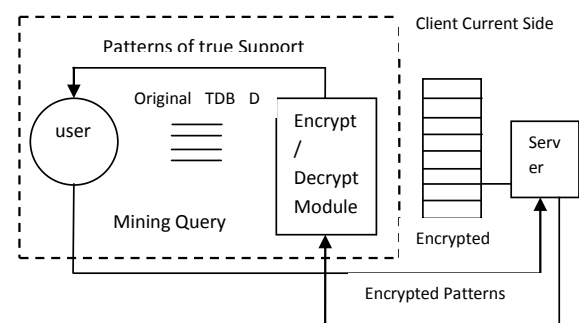 Client Current Side
Patterns of true Support
Original TDB D
user
Encrypt
/
Decrypt
Module
Serv
er
Mining Query
Encrypted
Encrypted Patterns